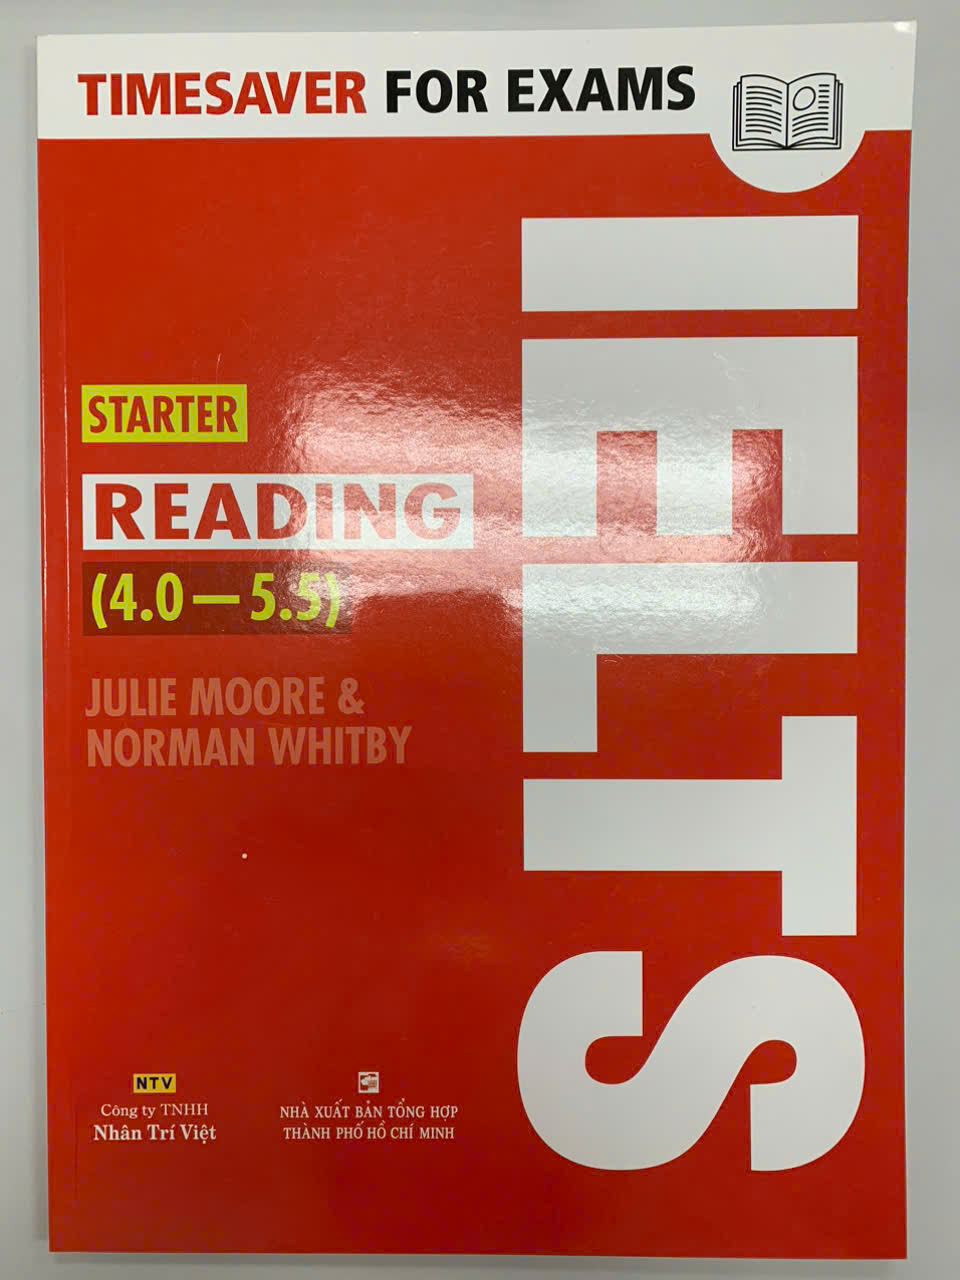 TIMESAVER FOR EXAMS
IELTS
STARTER
READING
(4.0 — 5.5)
JULIE MOORE &
NORMAN WHITBY
NTV
Công ty TNHH
Nhân Trí Việt
NHÀ XUẤT BẢN TỔNG HỢP
THÀNH PHỐ HỒ CHÍ MINH